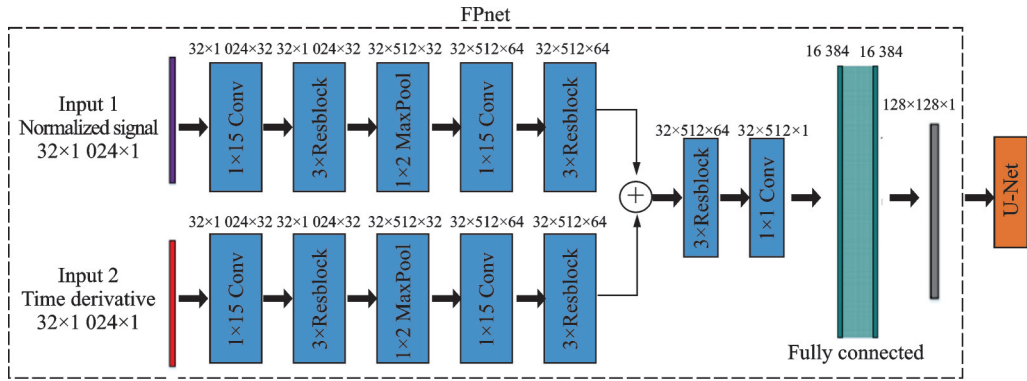 FPnet
32×1 024×32 32×1 024×32 32×512×32 32×512×64 32×512×64
Input 1
Normalized signal
32×1 024×1
1×15 Conv
3×Resblock
1×2 MaxPool
1×15 Conv
3×Resblock
32×1 024×32 32×1 024×32 32×512×32 32×512×64 32×512×64
Input 2
Time derivative
32×1 024×1
1×15 Conv
3×Resblock
1×2 MaxPool
1×15 Conv
3×Resblock
+
32×512×64 32×512×1
3×Resblock
1×1 Conv
16 384 16 384
Fully connected
128×128×1
U-Net